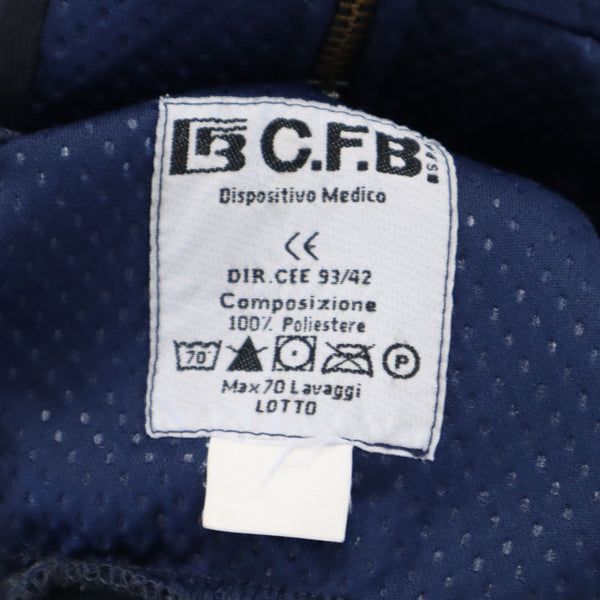 C.F.B. S.P.A.
Dispositivo Medico
CE
DIR.CEE 93/42
Composizione
100% Poliestere
70° P
Max 70 Lavaggi
LOTTO